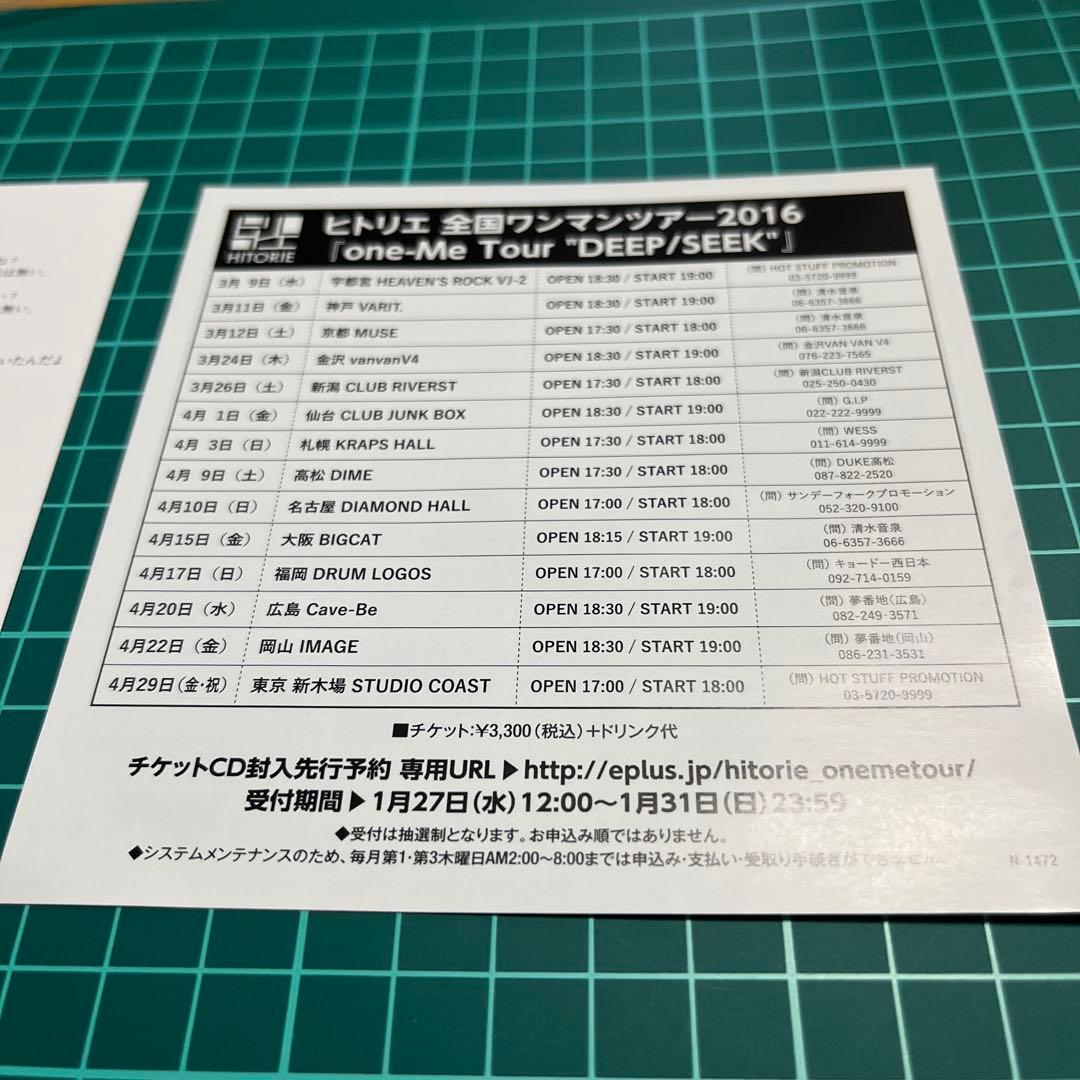 HITORIE
ヒトリエ 全国ワンマンツアー2016
『one-Me Tour "DEEP/SEEK"』
3月 9日（水） 宇都宮 HEAVEN'S ROCK VJ-2 OPEN 18:30 / START 19:00 （問）HOT STUFF PROMOTION 03-5720-9999
3月11日（金） 神戸 VARIT. OPEN 18:30 / START 19:00 （問）清水音泉 06-6357-3666
3月12日（土） 京都 MUSE OPEN 17:30 / START 18:00 （問）清水音泉 06-6357-3666
3月24日（木） 金沢 vanvanV4 OPEN 18:30 / START 19:00 （問）金沢VAN VAN V4 076-223-7565
3月26日（土） 新潟 CLUB RIVERST OPEN 17:30 / START 18:00 （問）新潟CLUB RIVERST 025-250-0430
4月 1日（金） 仙台 CLUB JUNK BOX OPEN 18:30 / START 19:00 （問）G.I.P 022-222-9999
4月 3日（日） 札幌 KRAPS HALL OPEN 17:30 / START 18:00 （問）WESS 011-614-9999
4月 9日（土） 高松 DIME OPEN 17:30 / START 18:00 （問）DUKE高松 087-822-2520
4月10日（日） 名古屋 DIAMOND HALL OPEN 17:00 / START 18:00 （問）サンデーフォークプロモーション 052-320-9100
4月15日（金） 大阪 BIGCAT OPEN 18:15 / START 19:00 （問）清水音泉 06-6357-3666
4月17日（日） 福岡 DRUM LOGOS OPEN 17:00 / START 18:00 （問）キョードー西日本 092-714-0159
4月20日（水） 広島 Cave-Be OPEN 18:30 / START 19:00 （問）夢番地（広島） 082-249-3571
4月22日（金） 岡山 IMAGE OPEN 18:30 / START 19:00 （問）夢番地（岡山） 086-231-3531
4月29日（金・祝） 東京 新木場 STUDIO COAST OPEN 17:00 / START 18:00 （問）HOT STUFF PROMOTION 03-5720-9999
■チケット：¥3,300（税込）＋ドリンク代
チケットCD封入先行予約 専用URL▶http://eplus.jp/hitorie_onemetour/
受付期間▶1月27日（水）12:00〜1月31日（日）23:59
◆受付は抽選制となります。お申込み順ではありません。
◆システムメンテナンスのため、毎月第1・第3木曜日AM2:00〜8:00までは申込み・支払い・受取り手続きができません。
N-1472